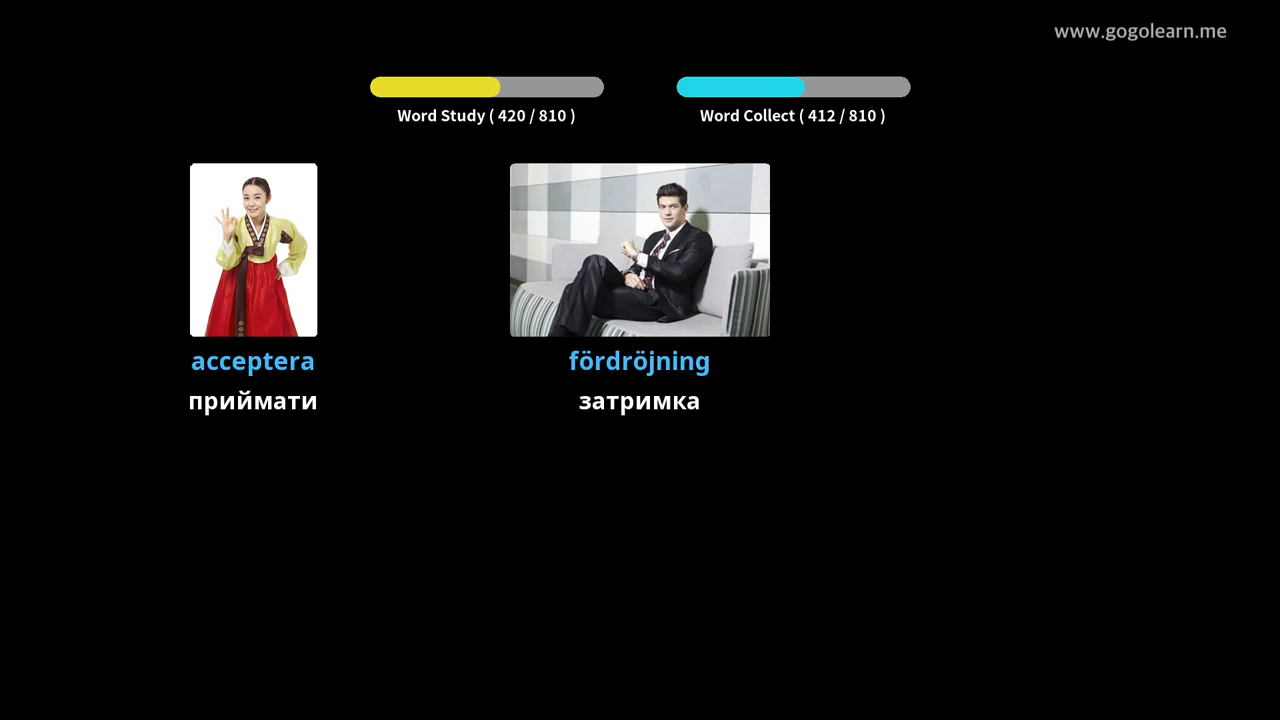 www.gogolearn.me
Word Study ( 420 / 810 )
Word Collect ( 412 / 810 )
acceptera
приймати
fördröjning
затримка